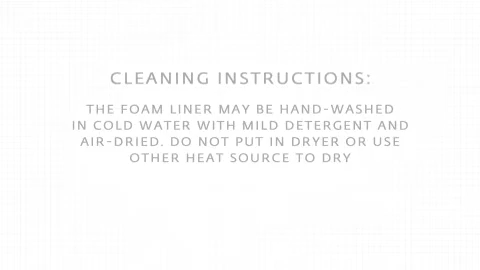 CLEANING INSTRUCTIONS:
THE FOAM LINER MAY BE HAND-WASHED
IN COLD WATER WITH MILD DETERGENT AND
AIR-DRIED. DO NOT PUT IN DRYER OR USE
OTHER HEAT SOURCE TO DRY